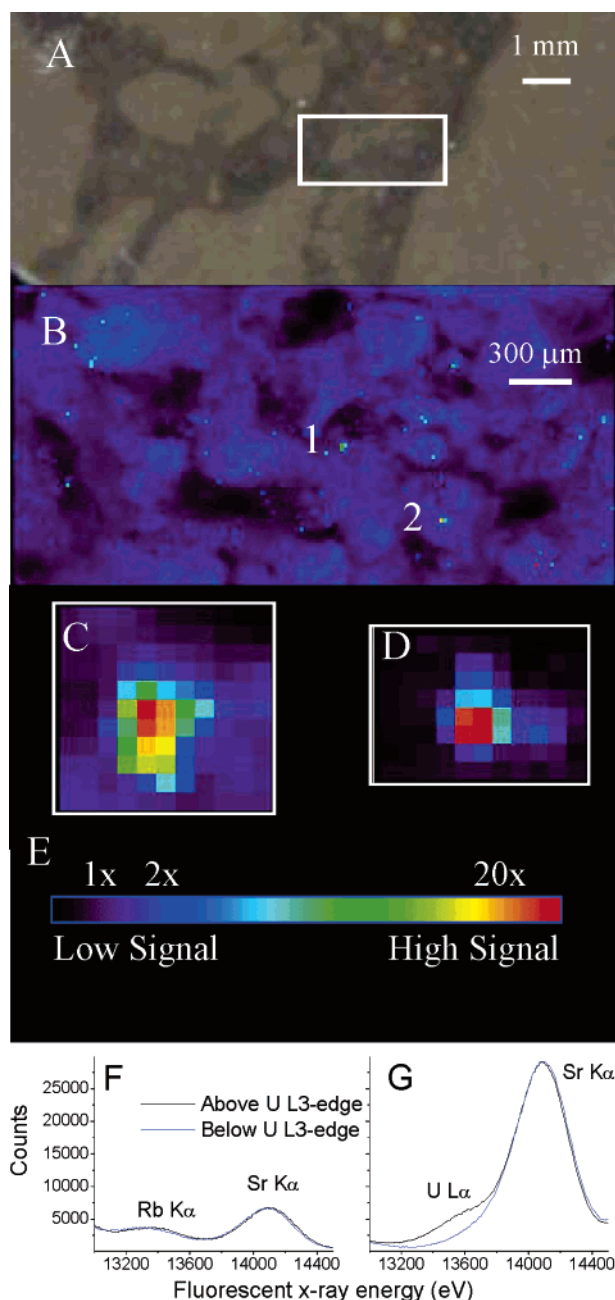 A
1 mm
B
300 μm
1
2
C
D
E
1x 2x 20x
Low Signal High Signal
F
G
Sr Kα
Above U L3-edge
Below U L3-edge
Rb Kα
Sr Kα
U Lα
Counts
25000
20000
15000
10000
5000
13200 13600 14000 14400
13200 13600 14000 14400
Fluorescent x-ray energy (eV)